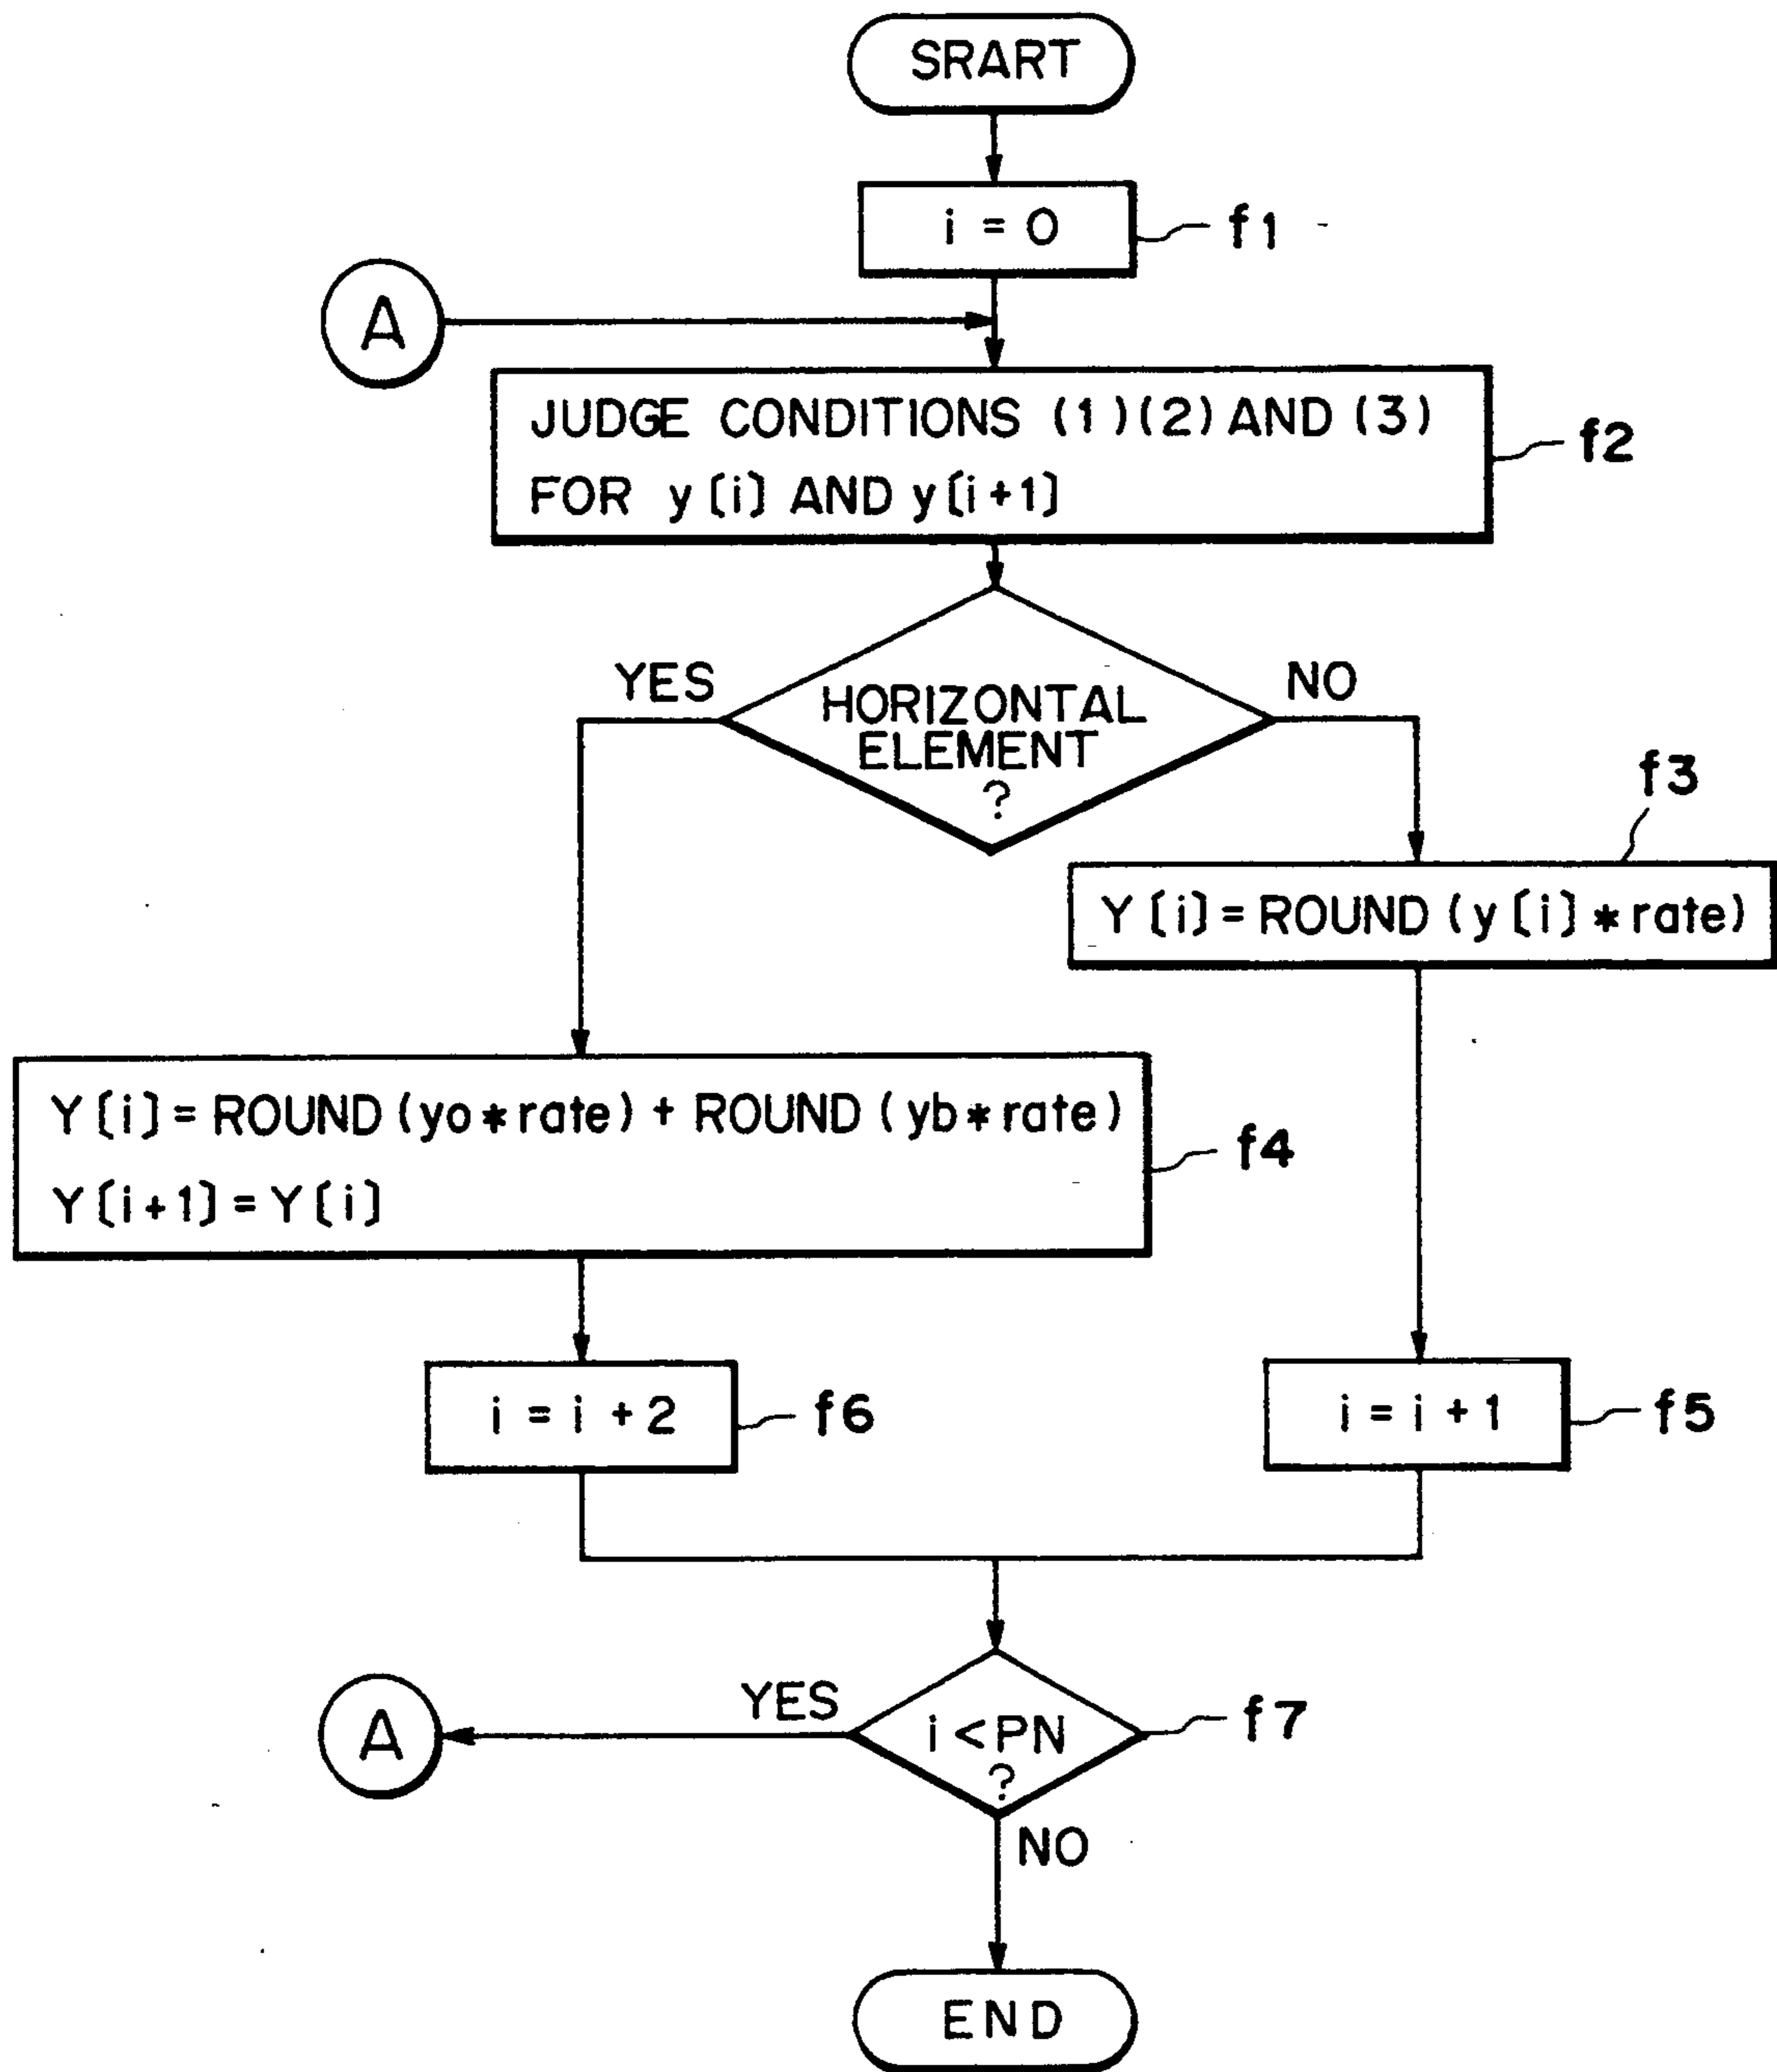 SRART
i = 0
f1
A
JUDGE CONDITIONS (1)(2) AND (3)
FOR y[i] AND y[i+1]
f2
YES
NO
HORIZONTAL
ELEMENT
?
f3
Y[i]=ROUND(y[i]*rate)
Y[i]=ROUND(yo*rate)+ROUND(yb*rate)
Y[i+1]=Y[i]
f4
i = i + 2
f6
i = i + 1
f5
YES
A
i < PN
?
f7
NO
END